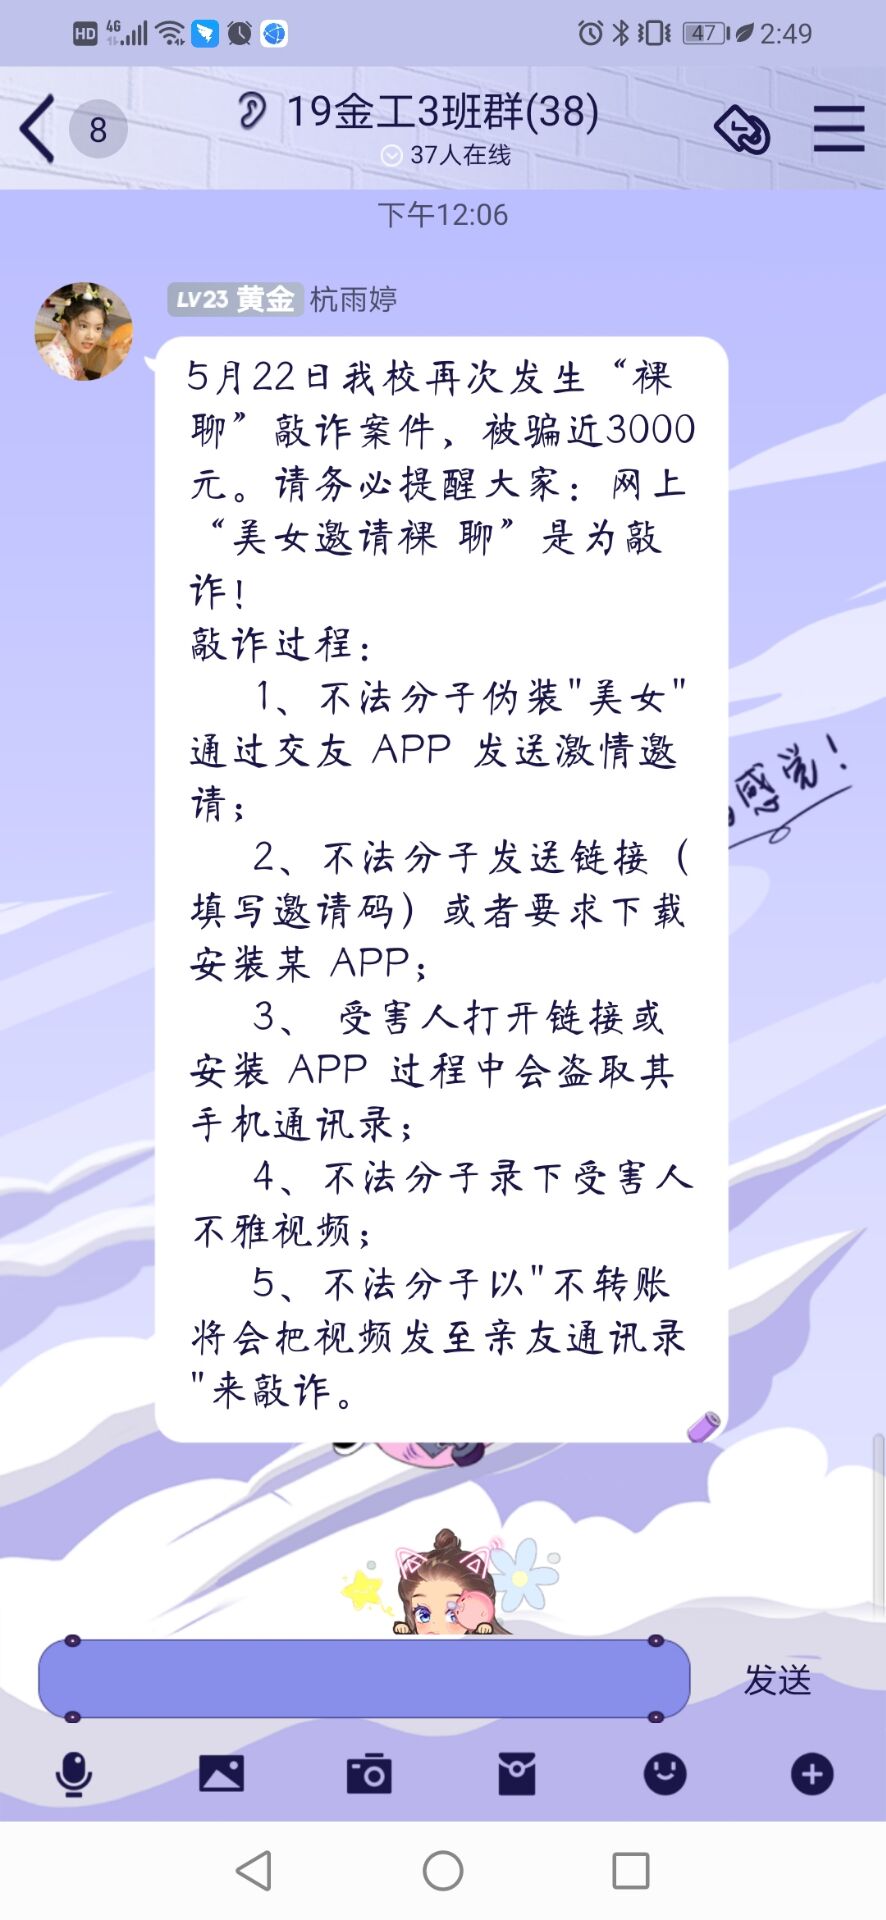 HD 4G 47 2:49
8 19金工3班群(38)
37人在线
下午12:06
LV23 黄金 杭雨婷
5月22日我校再次发生“裸
聊”敲诈案件、被骗近3000
元。请务必提醒大家：网上
“美女邀请裸 聊”是为敲
诈！
敲诈过程：
1、不法分子伪装"美女"
通过交友 APP 发送激情邀
请；
2、不法分子发送链接（
填写邀请码）或者要求下载
安装某 APP；
3、 受害人打开链接或
安装 APP 过程中会盗取其
手机通讯录；
4、不法分子录下受害人
不雅视频；
5、不法分子以"不转账
将会把视频发至亲友通讯录
"来敲诈。
感觉！
发送